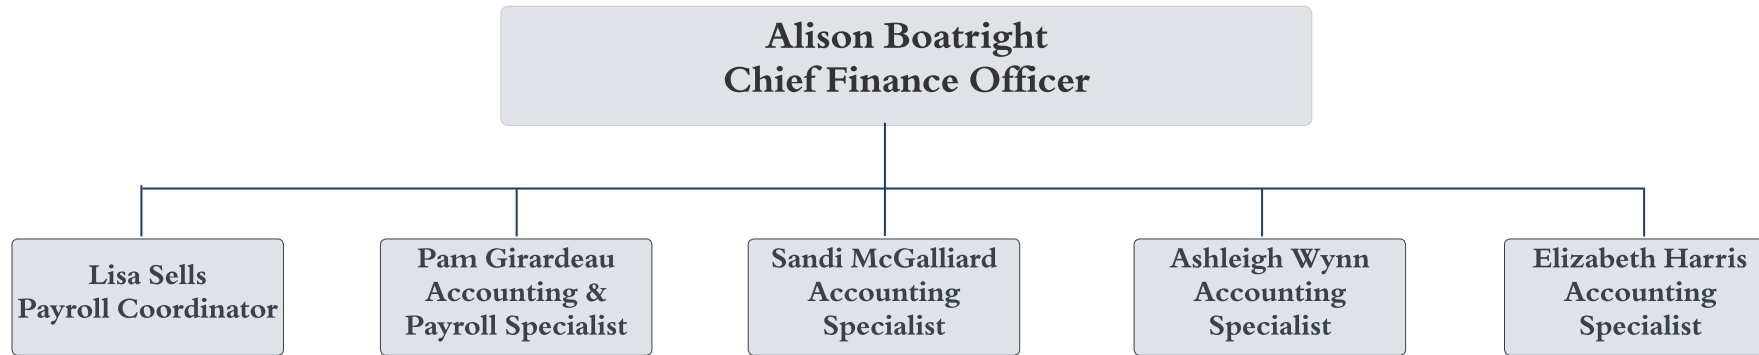 Alison Boatright
Chief Finance Officer
Lisa Sells
Payroll Coordinator
Pam Girardeau
Accounting &
Payroll Specialist
Sandi McGalliard
Accounting
Specialist
Ashleigh Wynn
Accounting
Specialist
Elizabeth Harris
Accounting
Specialist